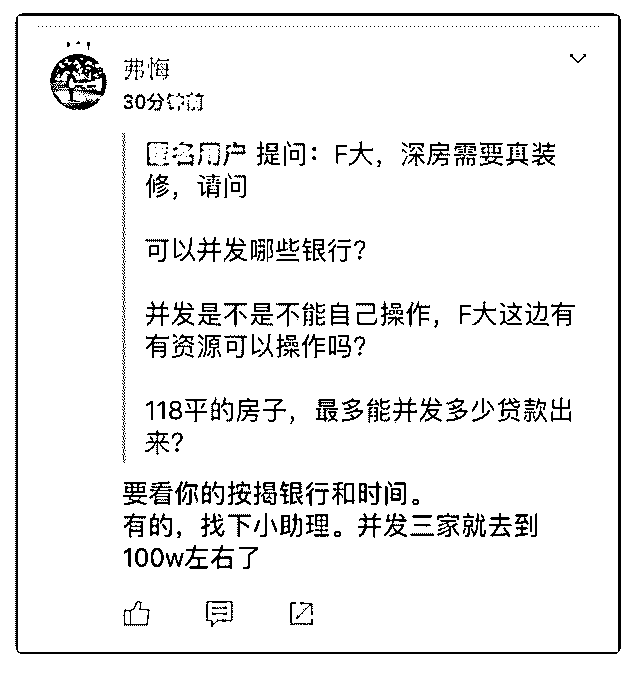 弗悔
30分钟前
匿名用户 提问：F大，深房需要真装
修，请问
可以并发哪些银行？
并发是不是不能自己操作，F大这边有
有资源可以操作吗？
118平的房子，最多能并发多少贷款出
来？
要看你的按揭银行和时间。
有的，找下小助理。并发三家就去到
100w左右了